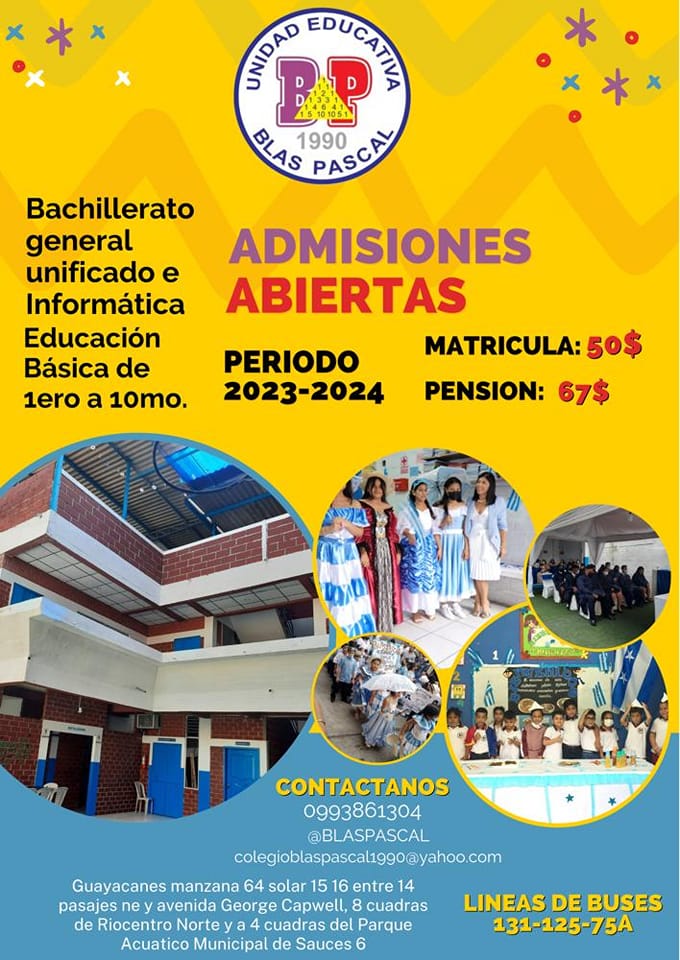 UNIDAD EDUCATIVA
BP
1990
BLAS PASCAL
Bachillerato
general
unificado e
Informática
Educación
Básica de
1ero a 10mo.
ADMISIONES
ABIERTAS
PERIODO
2023-2024
MATRICULA: 50$
PENSION: 67$
CONTACTANOS
0993861304
@BLASPASCAL
colegioblaspascal1990@yahoo.com
Guayacanes manzana 64 solar 15 16 entre 14
pasajes ne y avenida George Capwell, 8 cuadras
de Riocentro Norte y a 4 cuadras del Parque
Acuatico Municipal de Sauces 6
LINEAS DE BUSES
131-125-75A